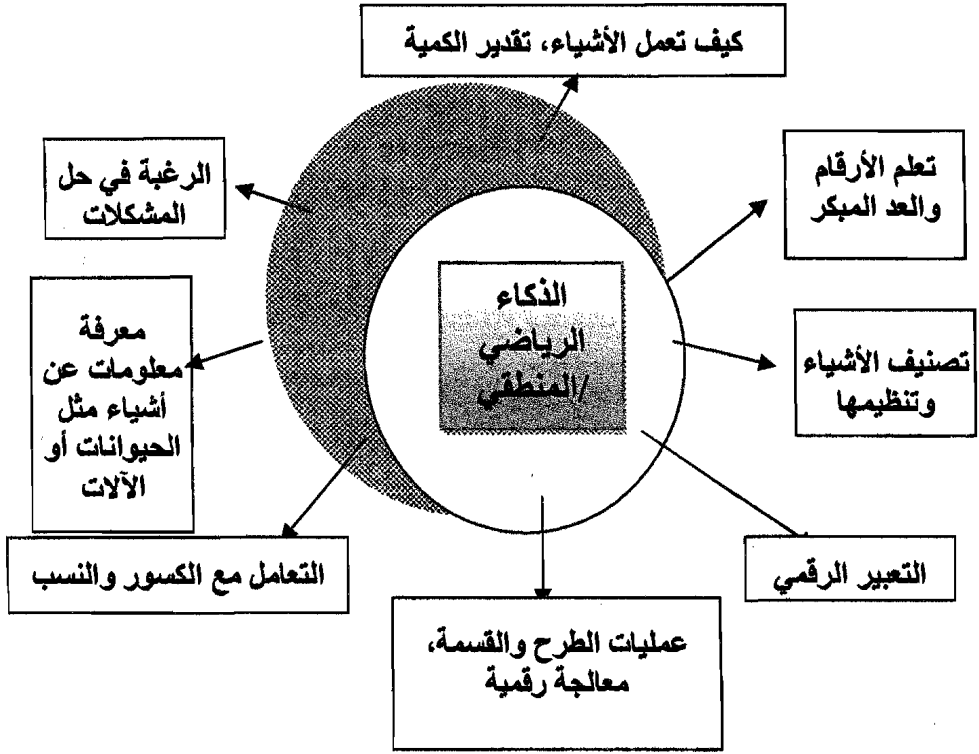 كيف تعمل الأشياء، تقدير الكمية
تعلم الأرقام
والعد المبكر
الرغبة في حل
المشكلات
الذكاء
الرياضي
/المنطقي
معرفة
معلومات عن
أشياء مثل
الحيوانات أو
الآلات
تصنيف الأشياء
وتنظيمها
التعامل مع الكسور والنسب
التعبير الرقمي
عمليات الطرح والقسمة،
معالجة رقمية